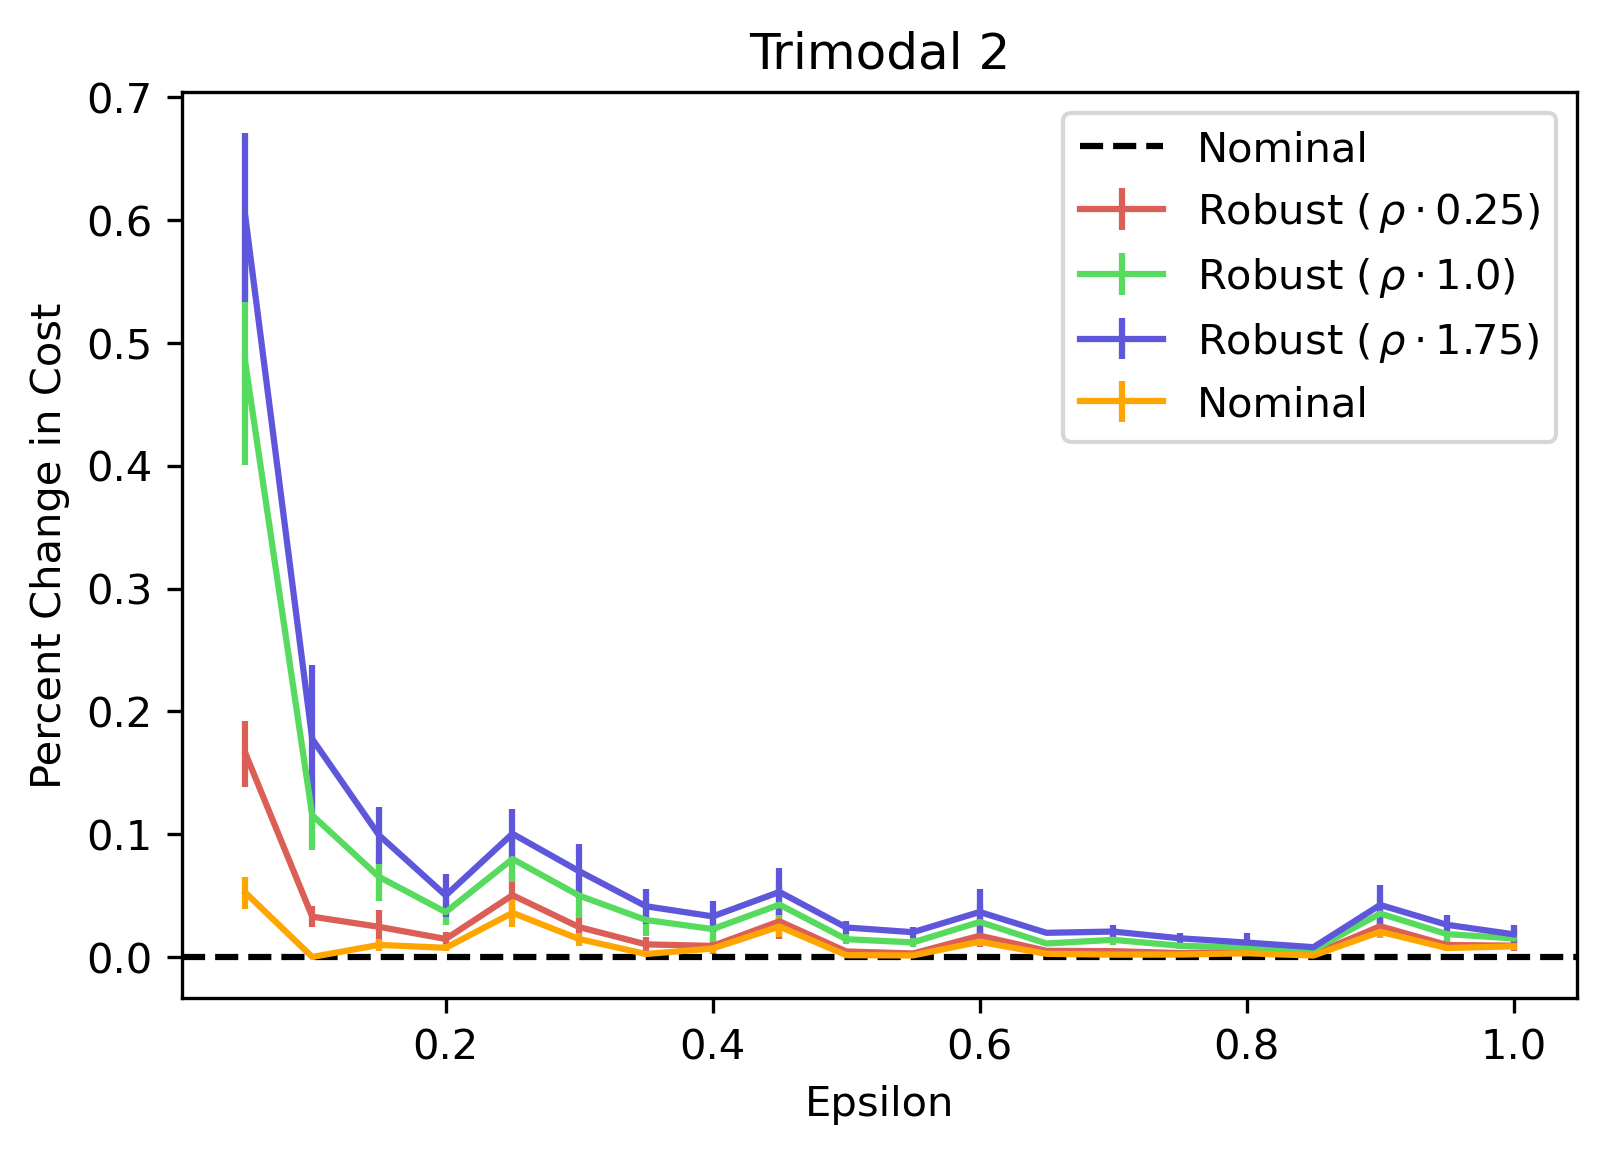 Trimodal 2
0.7
0.6
0.5
0.4
0.3
0.2
0.1
0.0
Percent Change in Cost
Nominal
Robust ( ρ · 0.25)
Robust ( ρ · 1.0)
Robust ( ρ · 1.75)
Nominal
0.2 0.4 0.6 0.8 1.0
Epsilon